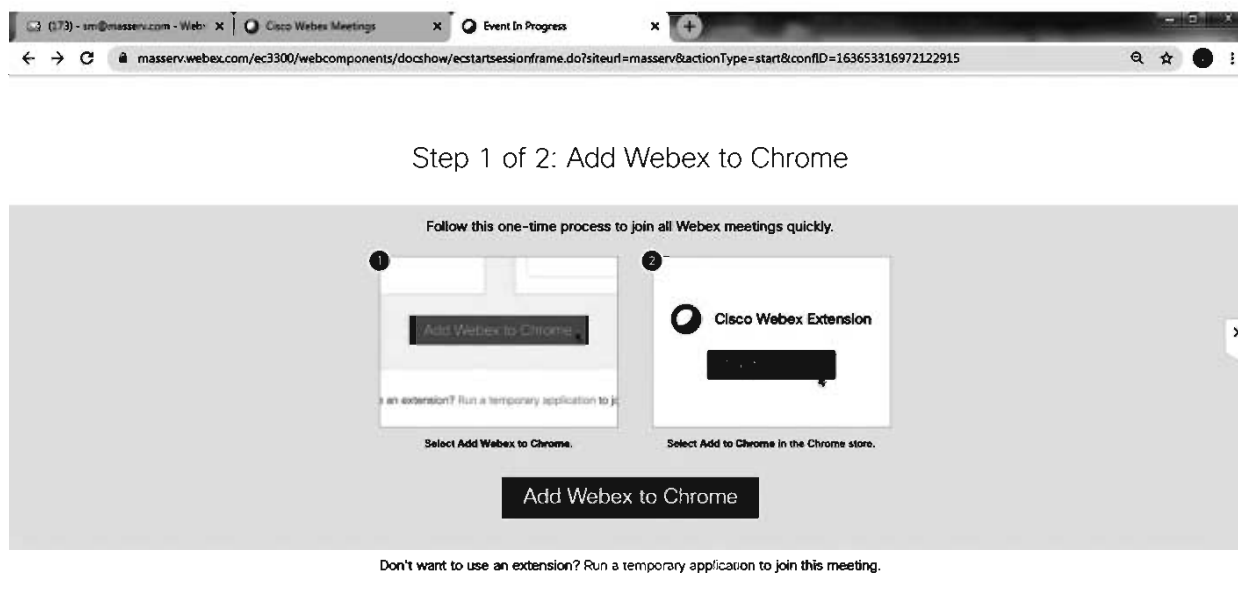 (173) - sm@masserv.com - Web
Cisco Webex Meetings
Event In Progress
masserv.webex.com/ec3300/webcomponents/docshow/ecstartsessionframe.do?siteurl=masserv&actionType=start&confID=163653316972122915
Step 1 of 2: Add Webex to Chrome
Follow this one-time process to join all Webex meetings quickly.
1
2
Add Webex to Chrome
Cisco Webex Extension
an extension? Run a temporary application to jo
Select Add Webex to Chrome.
Select Add to Chrome in the Chrome store.
Add Webex to Chrome
Don't want to use an extension? Run a temporary application to join this meeting.